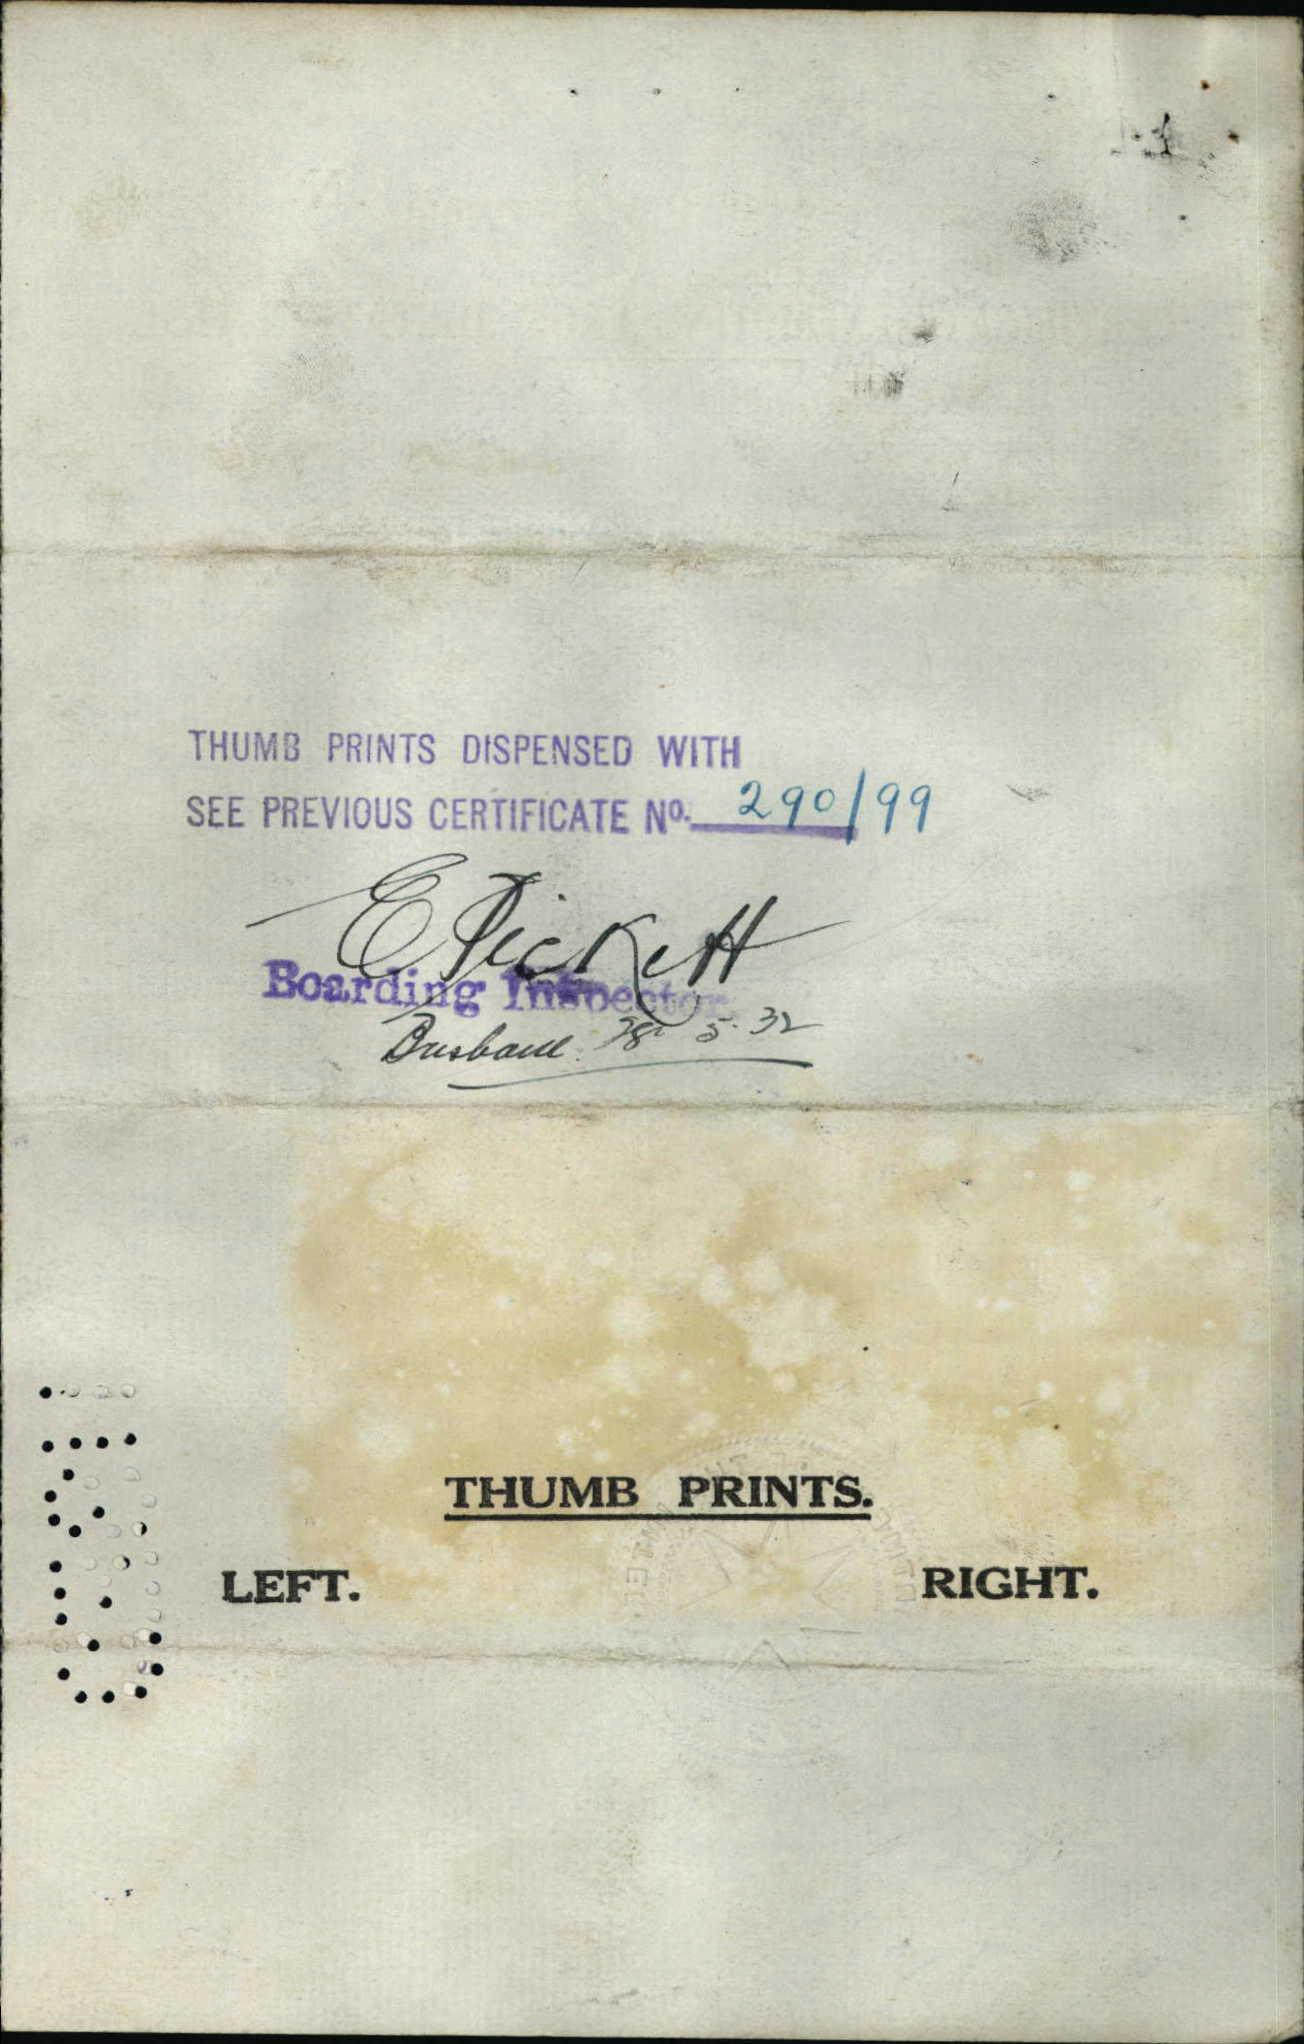 THUMB PRINTS DISPENSED WITH
SEE PREVIOUS CERTIFICATE No. 290/99
E Pickett
Boarding Inspector
Brisbane 28 5.32
THUMB PRINTS.
LEFT.
RIGHT.